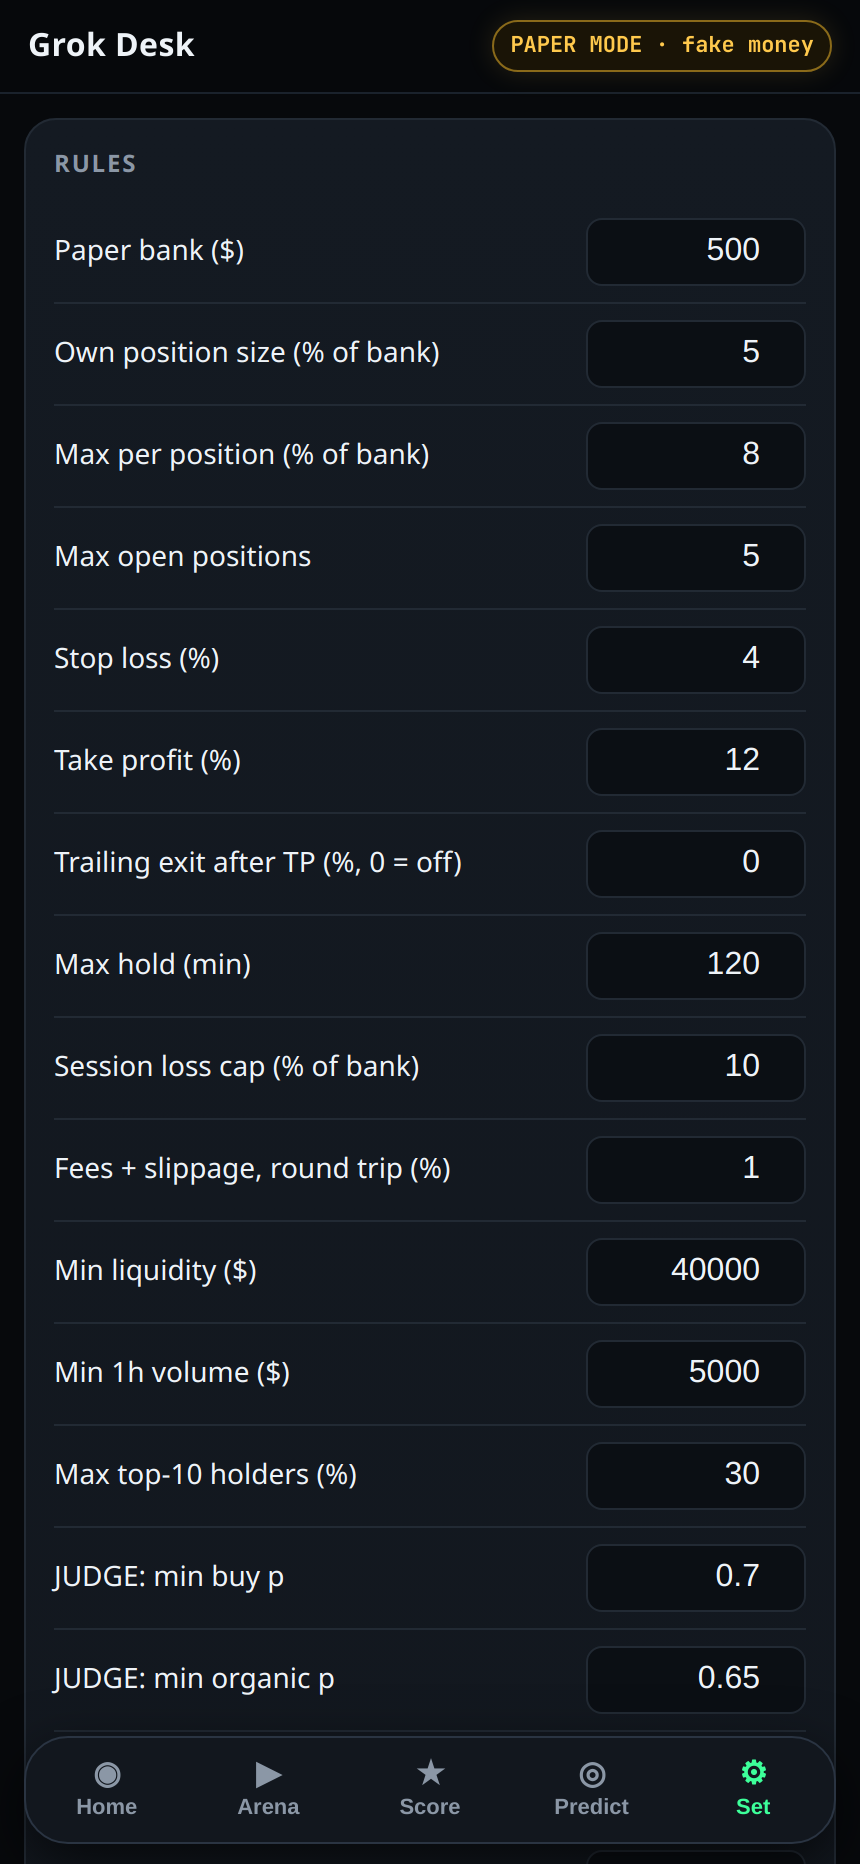 Grok Desk
PAPER MODE · fake money
RULES
Paper bank ($)
500
Own position size (% of bank)
5
Max per position (% of bank)
8
Max open positions
5
Stop loss (%)
4
Take profit (%)
12
Trailing exit after TP (%, 0 = off)
0
Max hold (min)
120
Session loss cap (% of bank)
10
Fees + slippage, round trip (%)
1
Min liquidity ($)
40000
Min 1h volume ($)
5000
Max top-10 holders (%)
30
JUDGE: min buy p
0.7
JUDGE: min organic p
0.65
Home
Arena
Score
Predict
Set